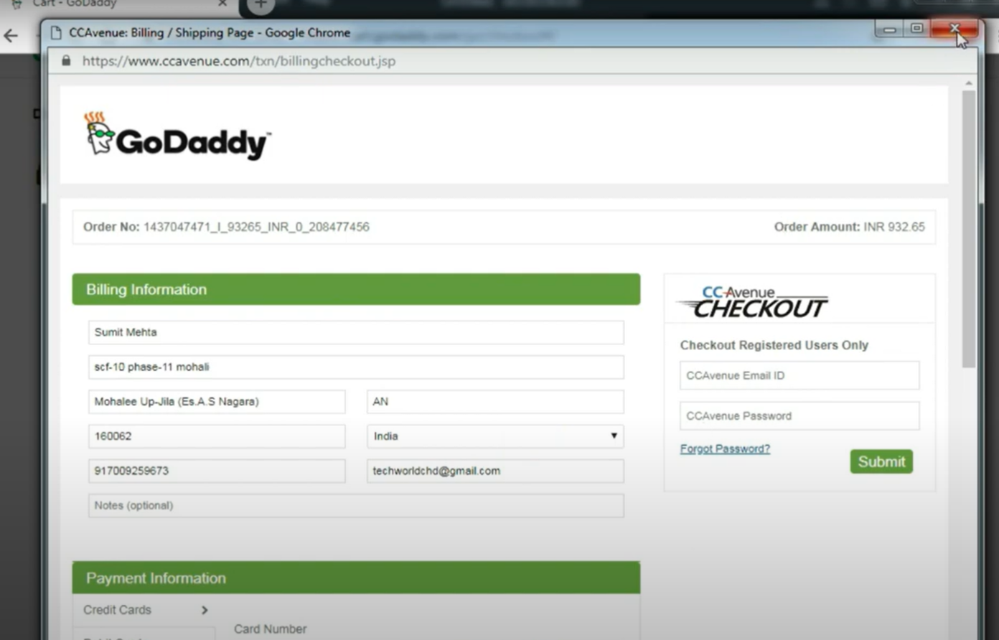 Cart - GoDaddy
CCAvenue: Billing / Shipping Page - Google Chrome
https://www.ccavenue.com/txn/billingcheckout.jsp
GoDaddy™
Order No: 1437047471_I_93265_INR_0_208477456
Order Amount: INR 932.65
Billing Information
Sumit Mehta
scf-10 phase-11 mohali
Mohalee Up-Jila (Es.A.S Nagara)
AN
160062
India
917009259673
techworldchd@gmail.com
Notes (optional)
CCAvenue
CHECKOUT
Checkout Registered Users Only
CCAvenue Email ID
CCAvenue Password
Forgot Password?
Submit
Payment Information
Credit Cards
Card Number